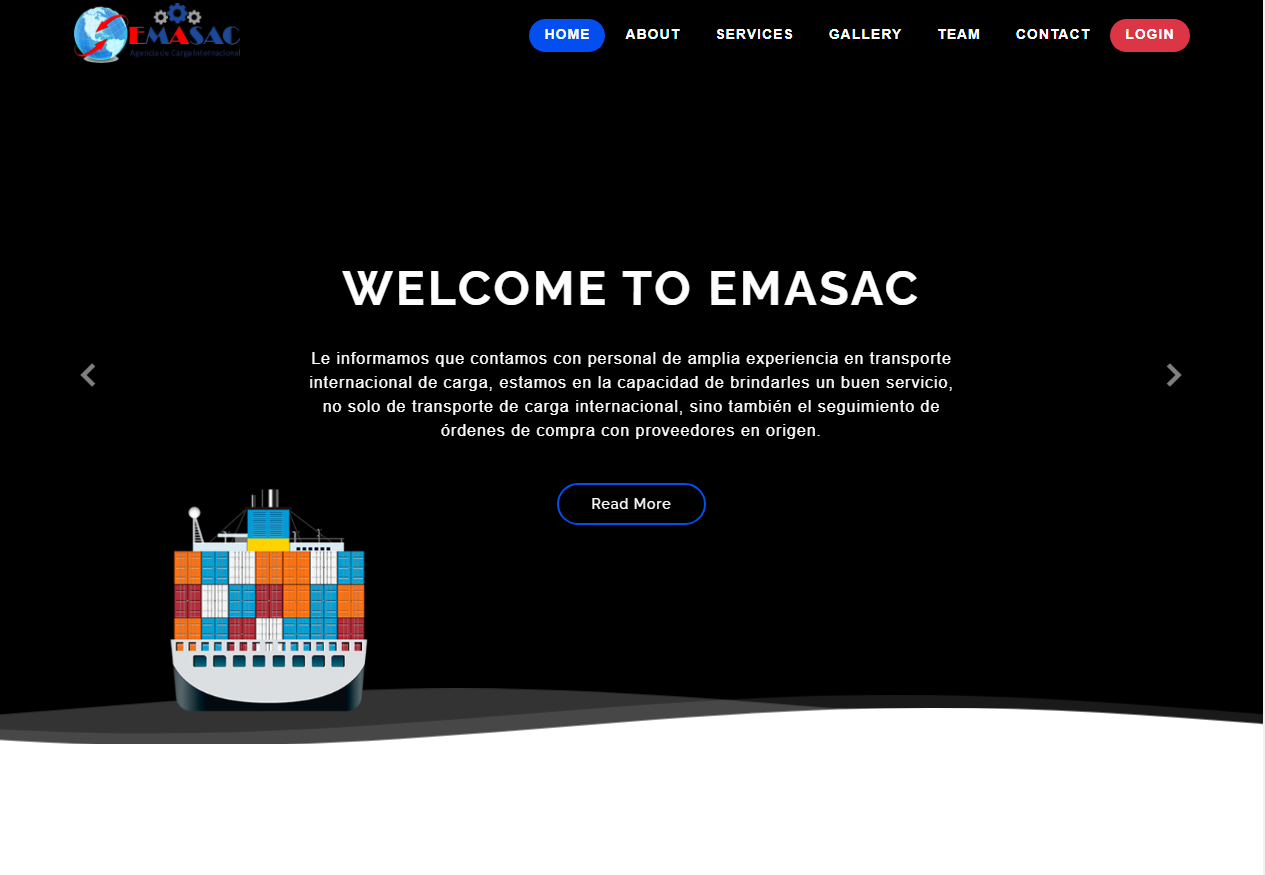 EMASAC
Agencia de Carga Internacional
HOME ABOUT SERVICES GALLERY TEAM CONTACT LOGIN
WELCOME TO EMASAC
Le informamos que contamos con personal de amplia experiencia en transporte
internacional de carga, estamos en la capacidad de brindarles un buen servicio,
no solo de transporte de carga internacional, sino también el seguimiento de
órdenes de compra con proveedores en origen.
Read More